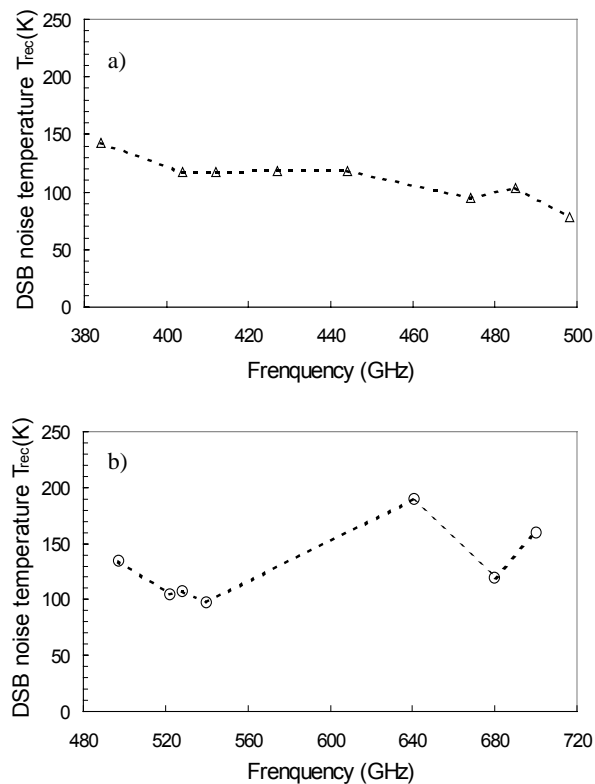 DSB noise temperature Trec(K)
a)
250
200
150
100
50
0
380 400 420 440 460 480 500
Frenquency (GHz)
DSB noise temperature Trec(K)
b)
250
200
150
100
50
0
480 520 560 600 640 680 720
Frenquency (GHz)